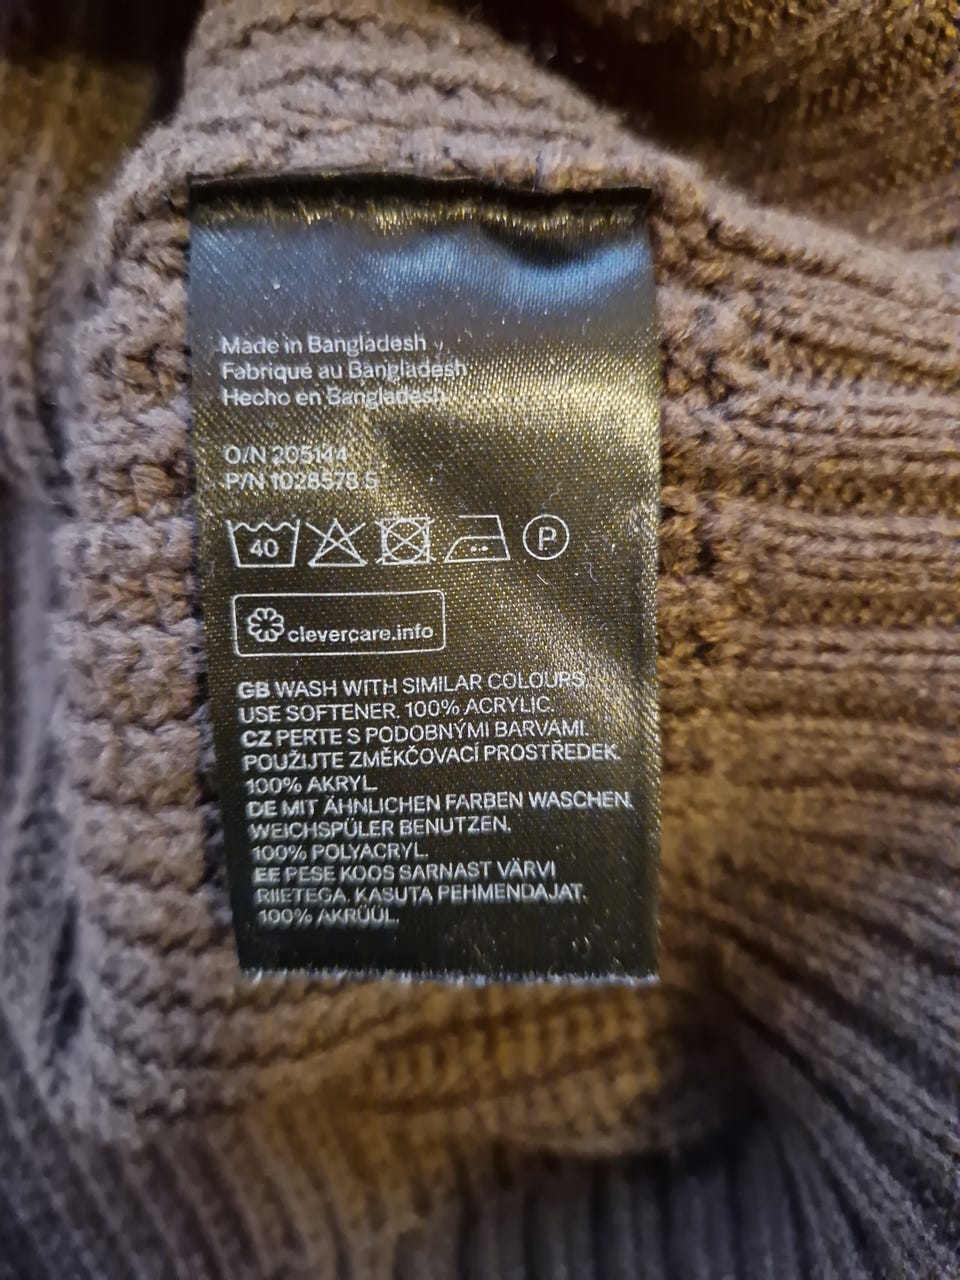 Made in Bangladesh
Fabriqué au Bangladesh
Hecho en Bangladesh
O/N 205144
P/N 1028578 5
40 P
clevercare.info
GB WASH WITH SIMILAR COLOURS.
USE SOFTENER. 100% ACRYLIC.
CZ PERTE S PODOBNÝMI BARVAMI.
POUŽIJTE ZMĚKČOVACÍ PROSTŘEDEK.
100% AKRYL.
DE MIT ÄHNLICHEN FARBEN WASCHEN.
WEICHSPÜLER BENUTZEN.
100% POLYACRYL.
EE PESE KOOS SARNAST VÄRVI
RIIETEGA. KASUTA PEHMENDAJAT.
100% AKRÜÜL.